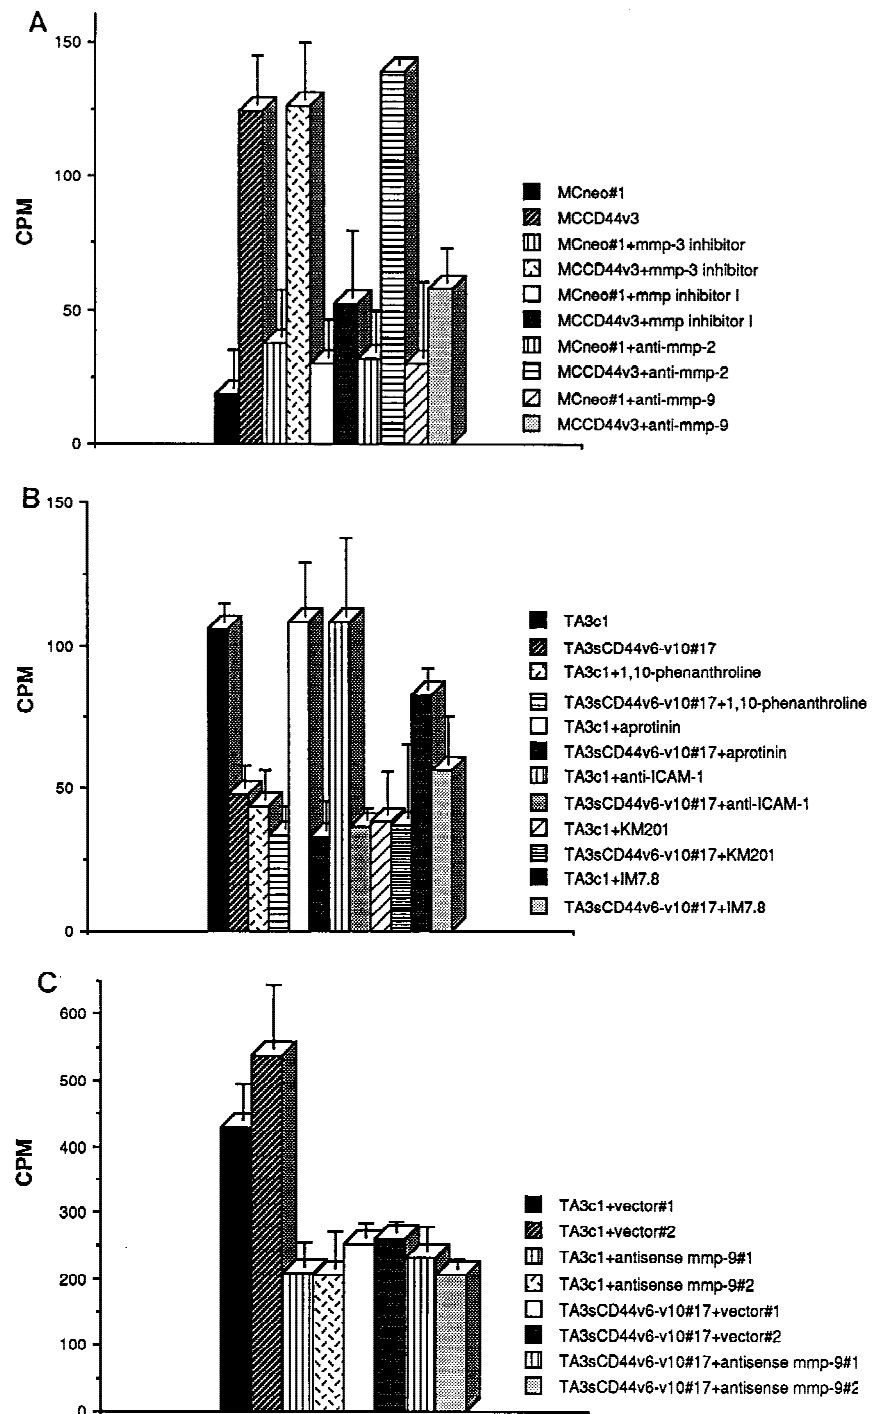 A
150
100
50
0
CPM
MCneo#1
MCCD44v3
MCneo#1+mmp-3 inhibitor
MCCD44v3+mmp-3 inhibitor
MCneo#1+mmp inhibitor I
MCCD44v3+mmp inhibitor I
MCneo#1+anti-mmp-2
MCCD44v3+anti-mmp-2
MCneo#1+anti-mmp-9
MCCD44v3+anti-mmp-9
B
150
100
50
0
CPM
TA3c1
TA3sCD44v6-v10#17
TA3c1+1,10-phenanthroline
TA3sCD44v6-v10#17+1,10-phenanthroline
TA3c1+aprotinin
TA3sCD44v6-v10#17+aprotinin
TA3c1+anti-ICAM-1
TA3sCD44v6-v10#17+anti-ICAM-1
TA3c1+KM201
TA3sCD44v6-v10#17+KM201
TA3c1+IM7.8
TA3sCD44v6-v10#17+IM7.8
C
600
500
400
300
200
100
0
CPM
TA3c1+vector#1
TA3c1+vector#2
TA3c1+antisense mmp-9#1
TA3c1+antisense mmp-9#2
TA3sCD44v6-v10#17+vector#1
TA3sCD44v6-v10#17+vector#2
TA3sCD44v6-v10#17+antisense mmp-9#1
TA3sCD44v6-v10#17+antisense mmp-9#2